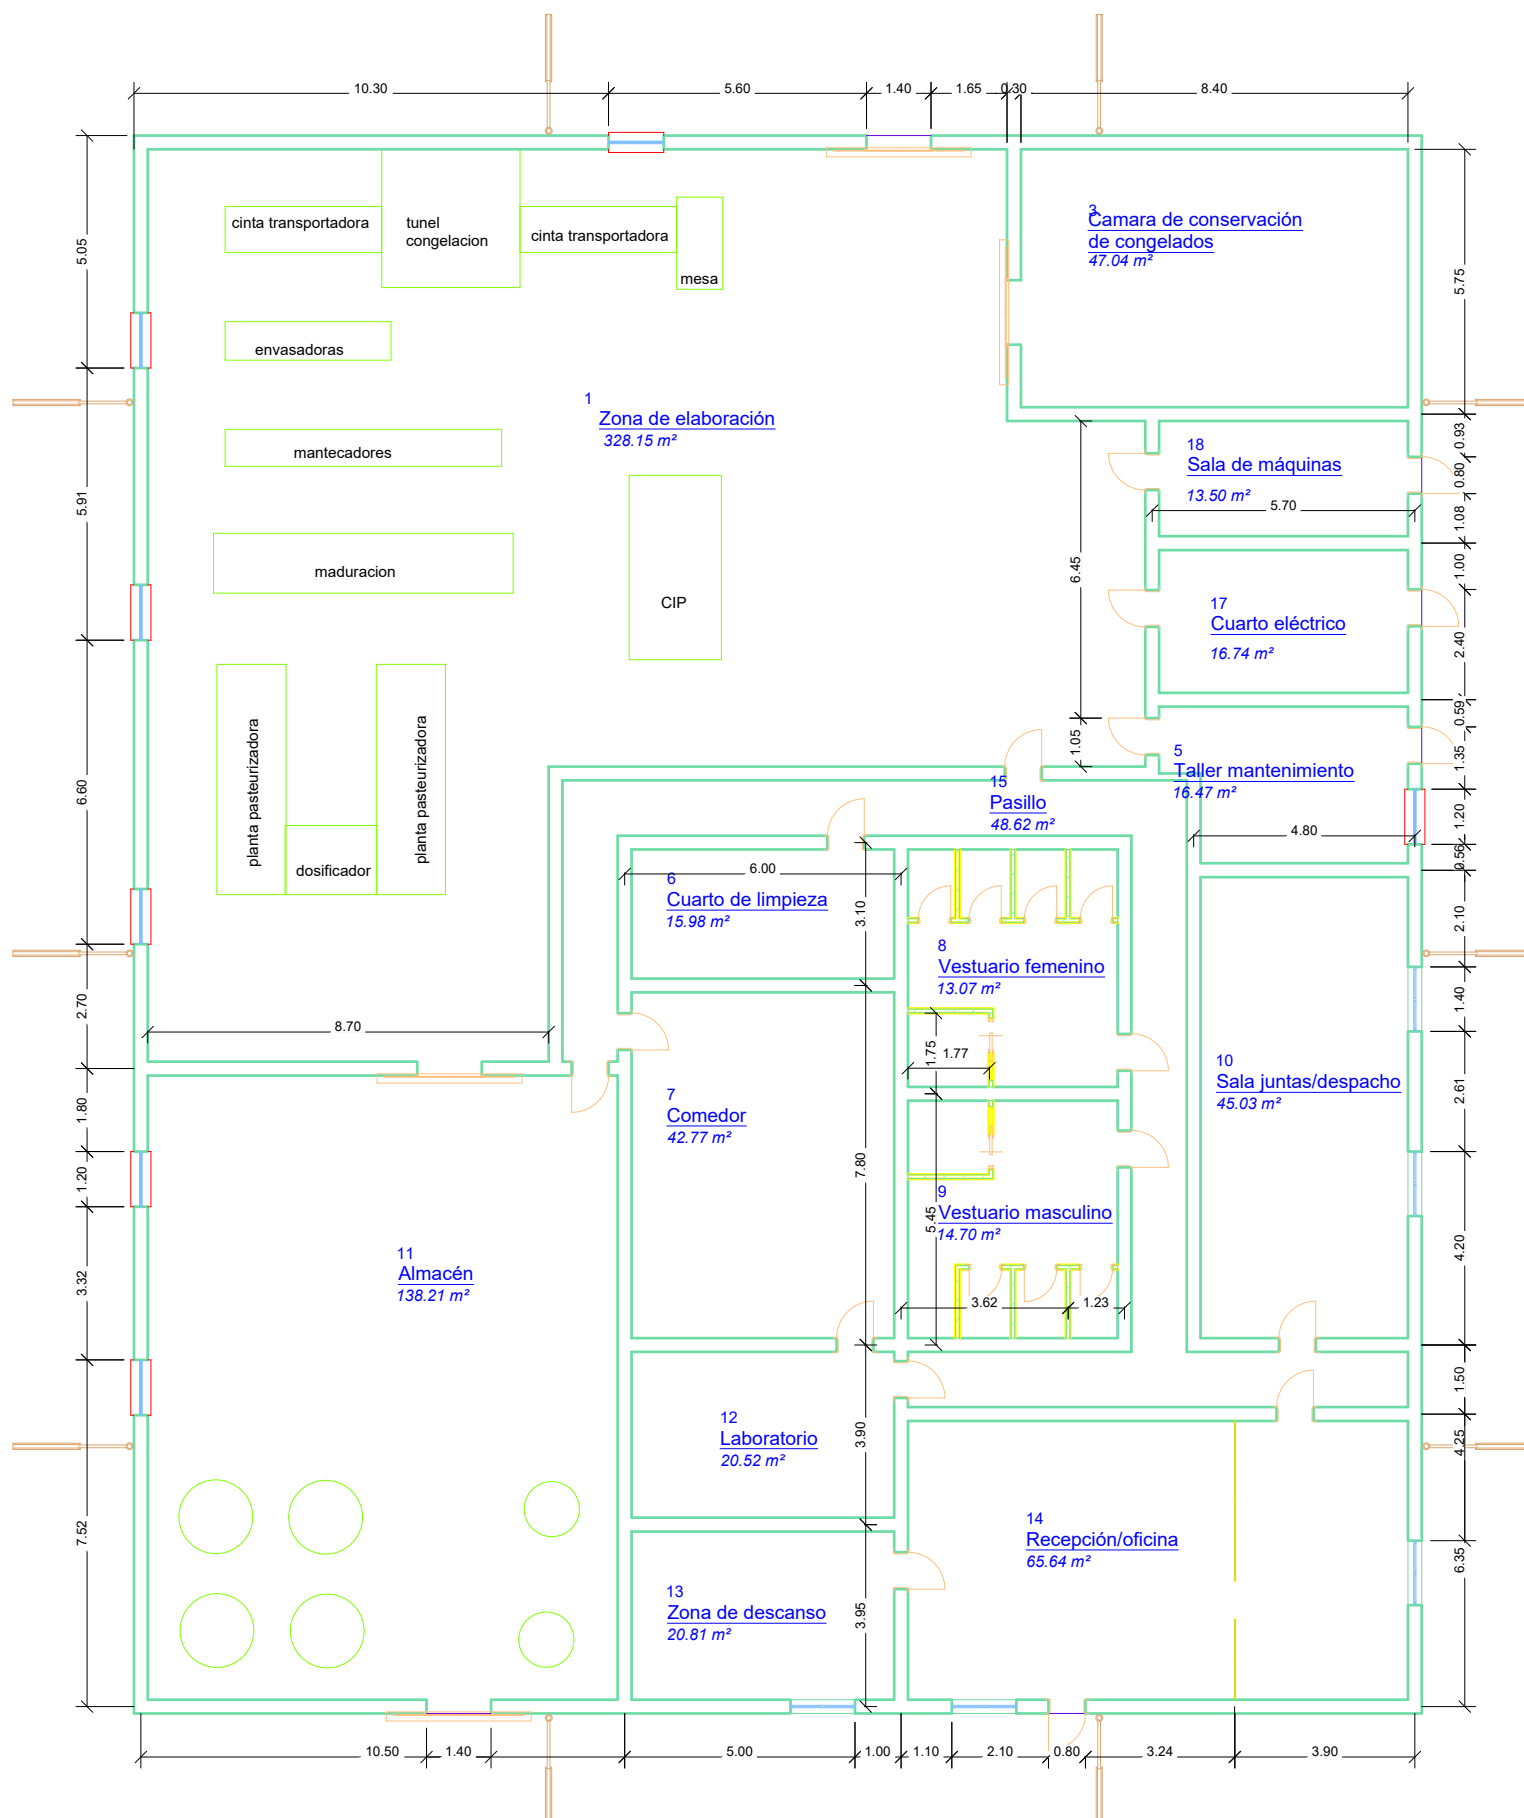 10.30
5.60
1.40
1.65
0.30
8.40
5.05
5.91
6.60
2.70
1.80
1.20
3.32
7.52
cinta transportadora
tunel
congelacion
cinta transportadora
mesa
envasadoras
mantecadores
maduracion
CIP
planta pasteurizadora
dosificador
planta pasteurizadora
1
Zona de elaboración
328.15 m²
3
Camara de conservación
de congelados
47.04 m²
18
Sala de máquinas
13.50 m²
5.70
17
Cuarto eléctrico
16.74 m²
6.45
1.05
5
Taller mantenimiento
16.47 m²
4.80
15
Pasillo
48.62 m²
6.00
6
Cuarto de limpieza
15.98 m²
3.10
8
Vestuario femenino
13.07 m²
8.70
1.75
1.77
7
Comedor
42.77 m²
7.80
9
Vestuario masculino
14.70 m²
5.45
3.62
1.23
10
Sala juntas/despacho
45.03 m²
11
Almacén
138.21 m²
12
Laboratorio
20.52 m²
3.90
14
Recepción/oficina
65.64 m²
13
Zona de descanso
20.81 m²
3.95
5.75
0.93
0.80
1.08
1.00
2.40
0.59
1.35
1.20
0.56
2.10
1.40
2.61
4.20
1.50
4.25
6.35
10.50
1.40
5.00
1.00
1.10
2.10
0.80
3.24
3.90